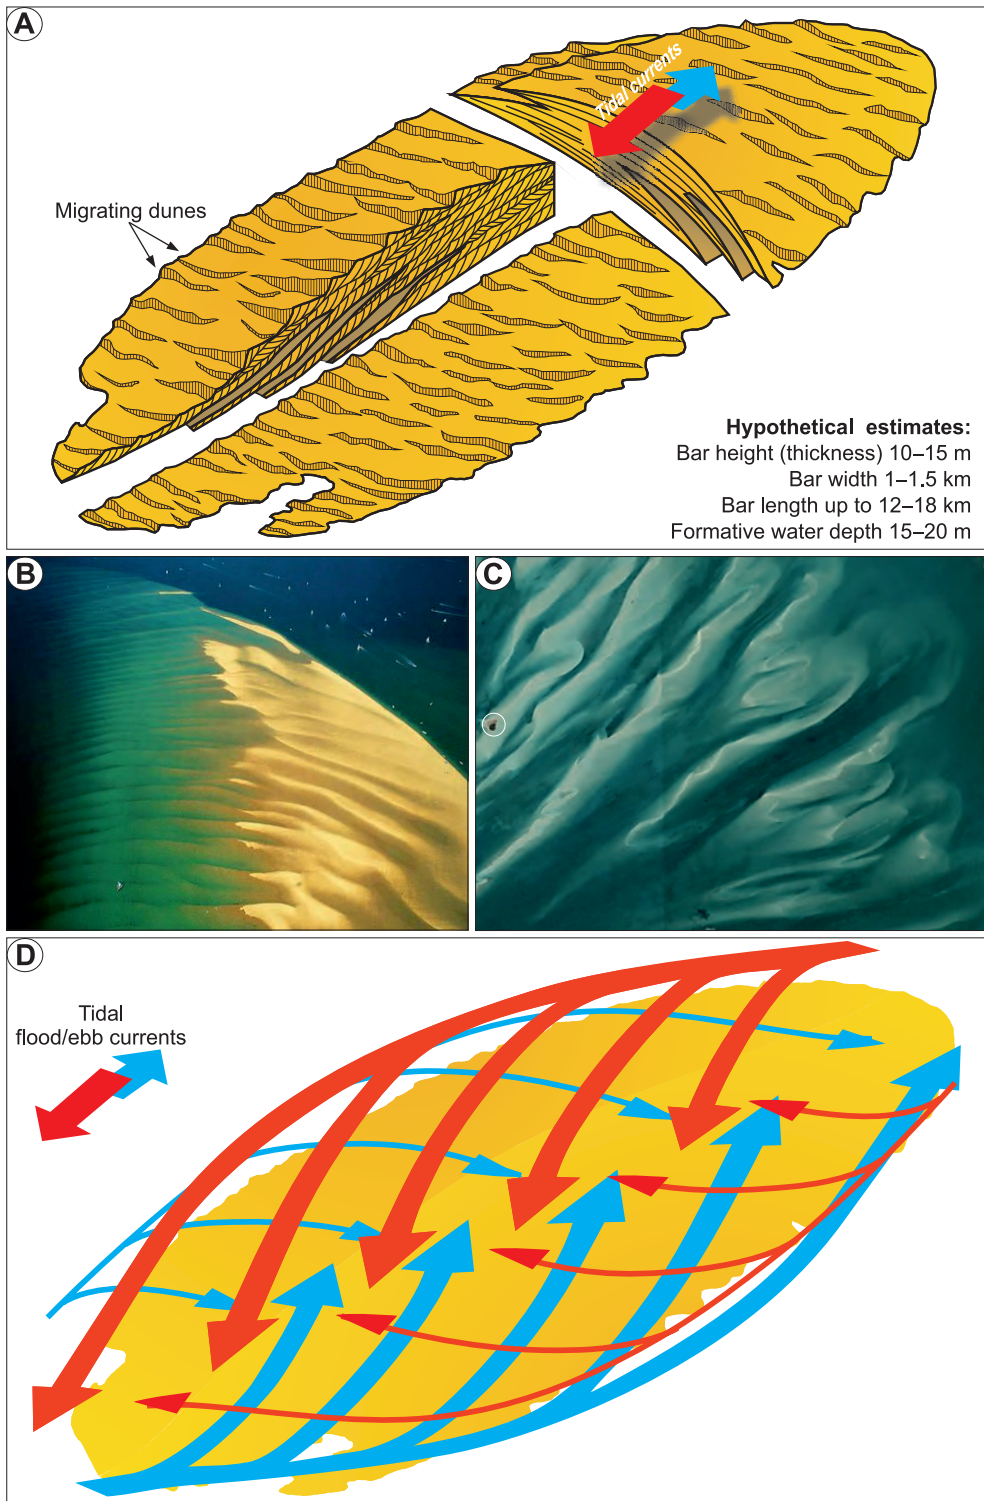 A
Tidal currents
Migrating dunes
Hypothetical estimates:
Bar height (thickness) 10–15 m
Bar width 1–1.5 km
Bar length up to 12–18 km
Formative water depth 15–20 m
B
C
D
Tidal
flood/ebb currents